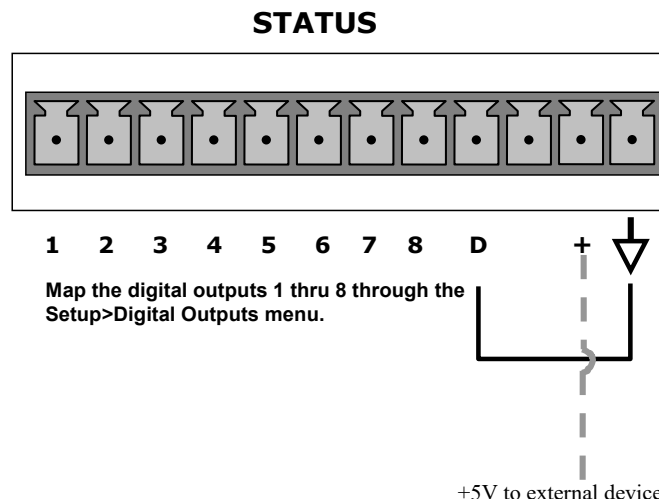 STATUS
1 2 3 4 5 6 7 8 D +
Map the digital outputs 1 thru 8 through the
Setup>Digital Outputs menu.
+5V to external device